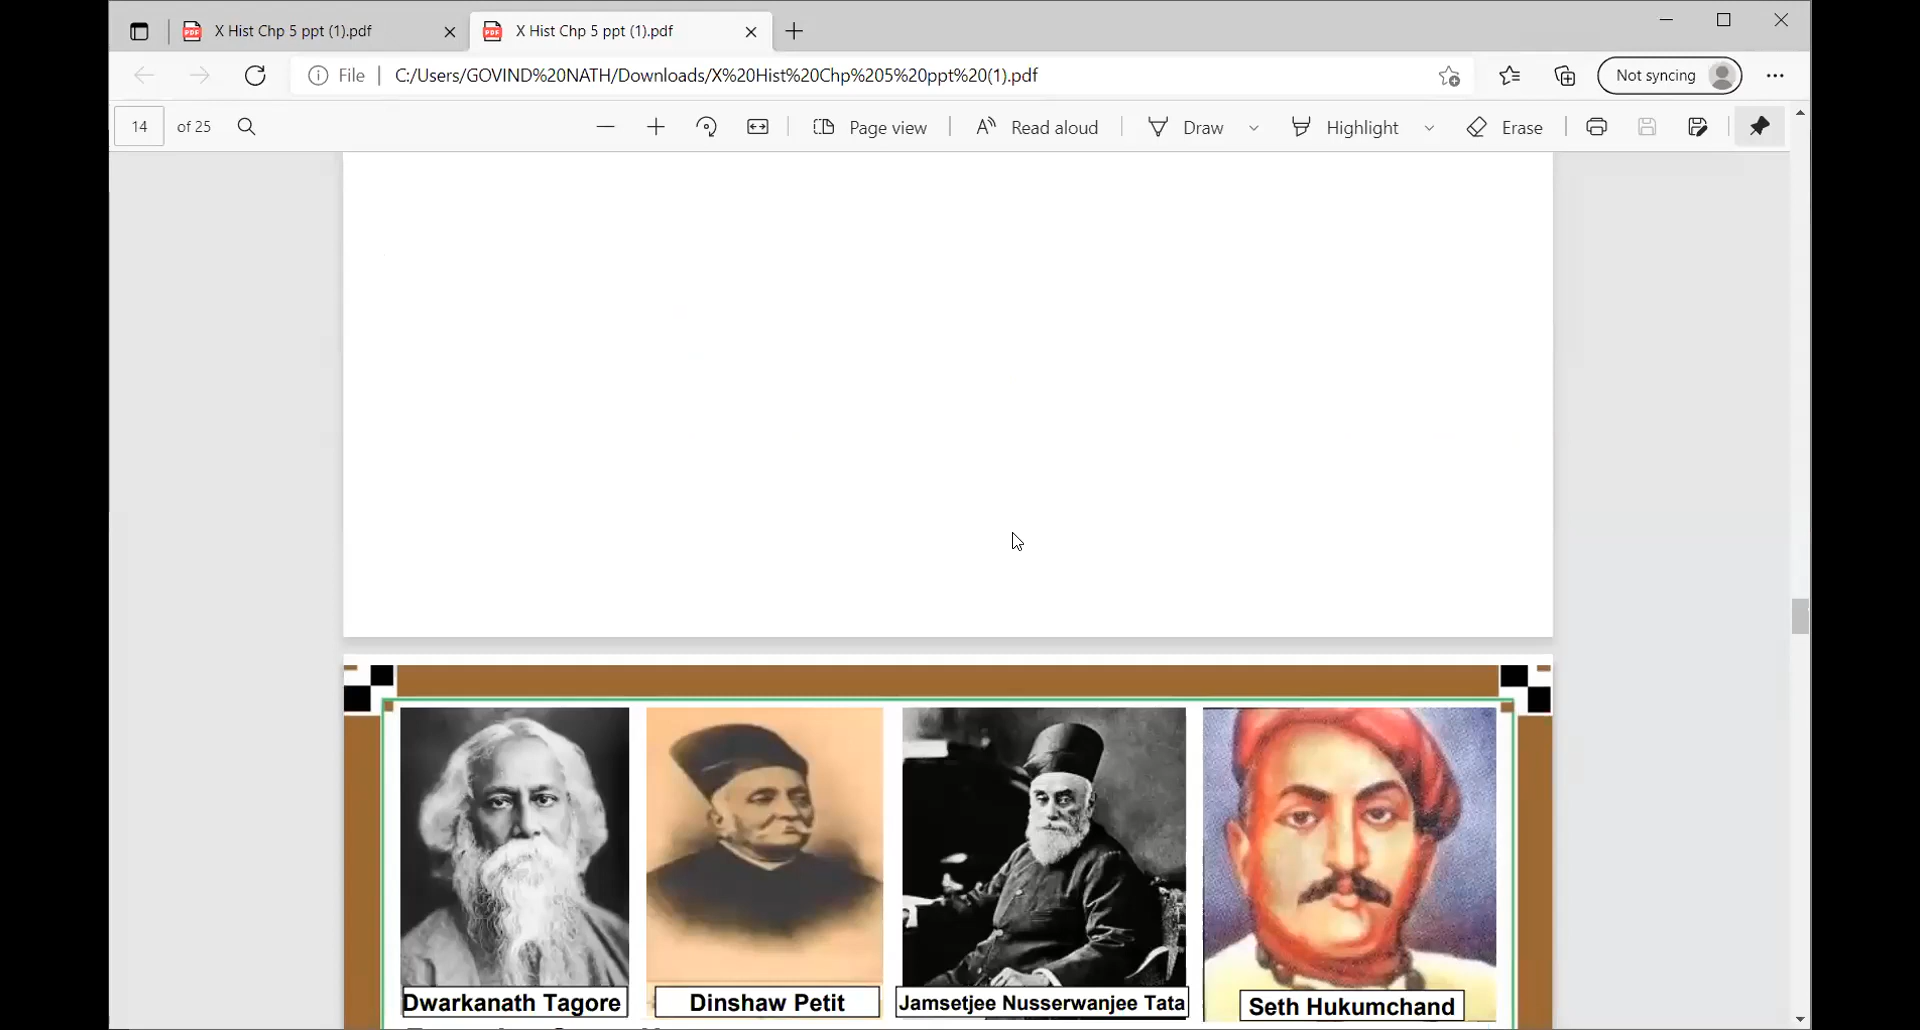 X Hist Chp 5 ppt (1).pdf
X Hist Chp 5 ppt (1).pdf
File
C:/Users/GOVIND%20NATH/Downloads/X%20Hist%20Chp%205%20ppt%20(1).pdf
Not syncing
14 of 25
Page view
Read aloud
Draw
Highlight
Erase
Dwarkanath Tagore
Dinshaw Petit
Jamsetjee Nusserwanjee Tata
Seth Hukumchand